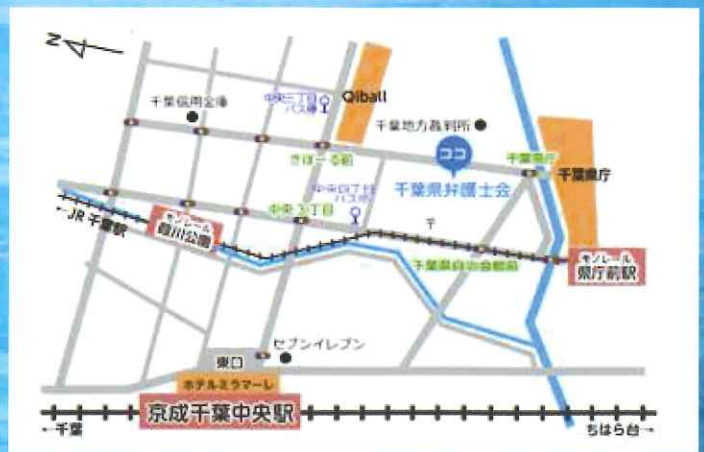 N
千葉信用金庫
中央三丁目
バス停
Qiball
千葉地方裁判所
ココ
きぼーる前
千葉県庁
千葉県庁
千葉県弁護士会
中央四丁目
バス停
中央3丁目
←JR 千葉駅
モノレール
葭川公園
〒
千葉県自治会館前
モノレール
県庁前駅
セブンイレブン
東口
ホテルミラマーレ
京成千葉中央駅
←千葉
ちはら台→